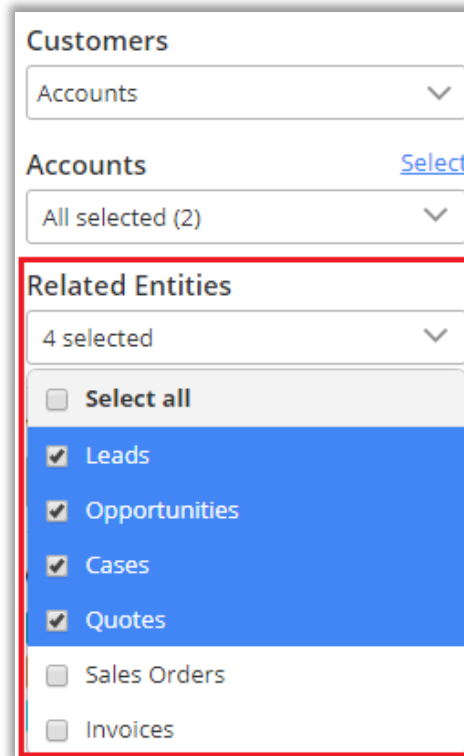 Customers
Accounts
Accounts Select
All selected (2)
Related Entities
4 selected
Select all
Leads
Opportunities
Cases
Quotes
Sales Orders
Invoices